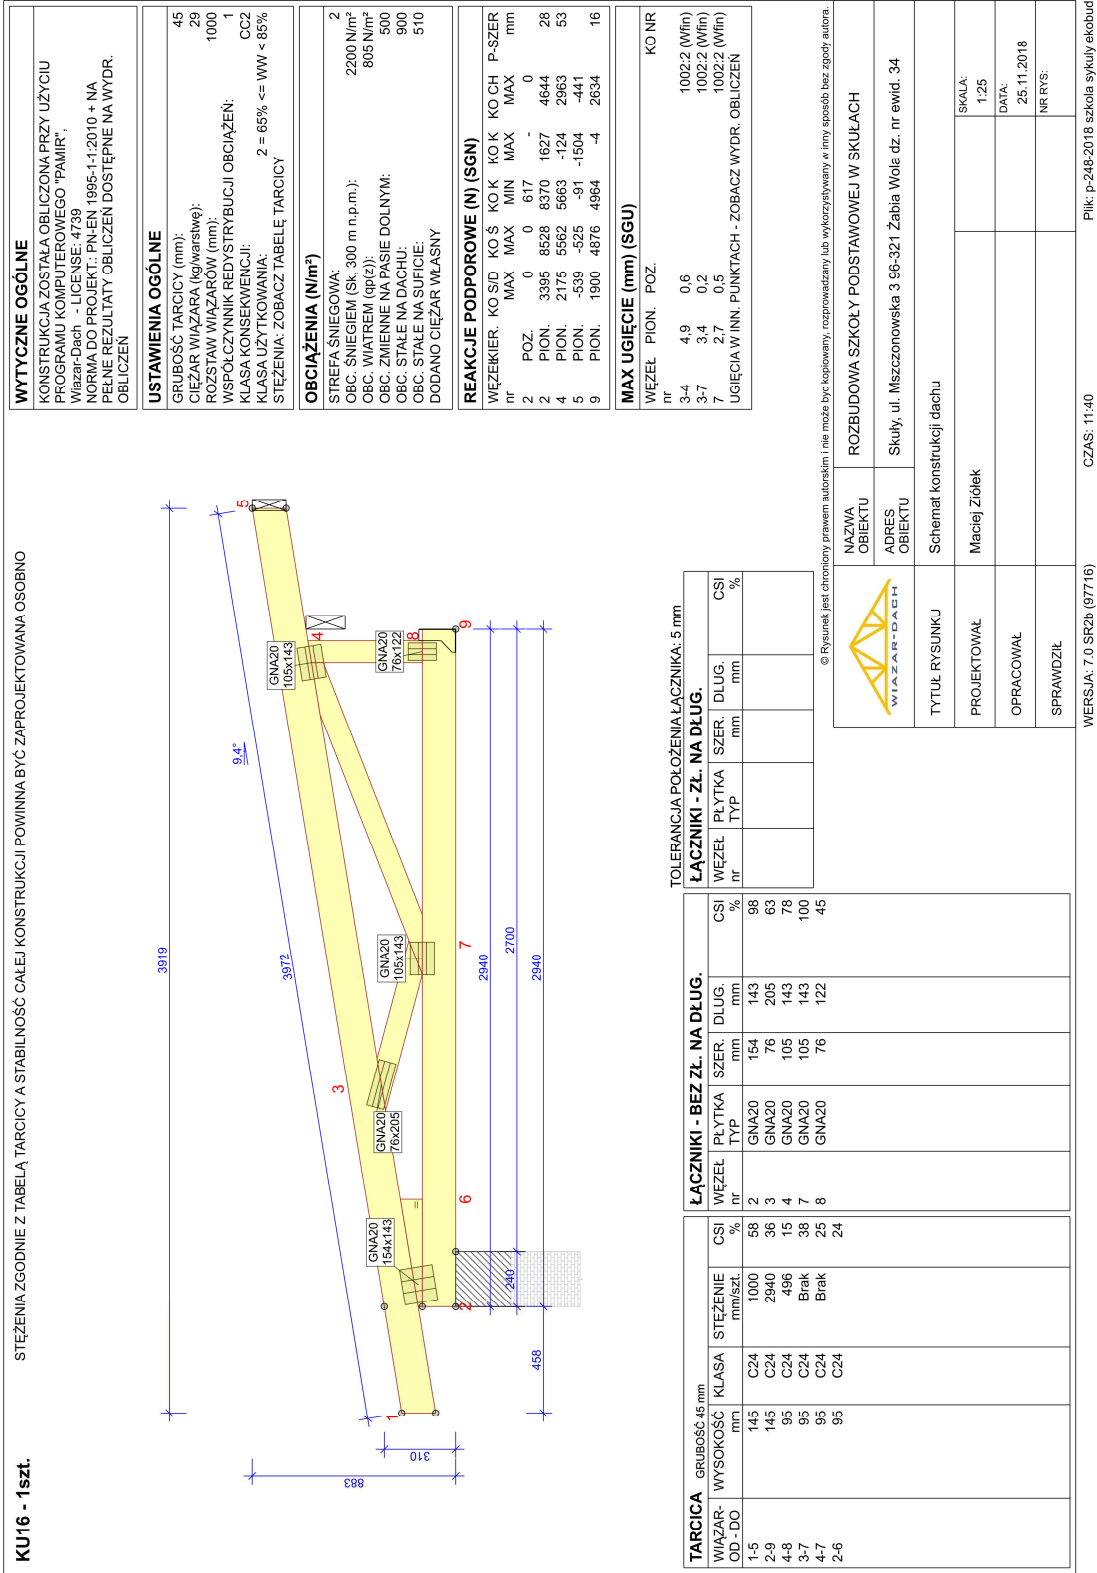 KU16 - 1szt.
STĘŻENIA ZGODNIE Z TABELĄ TARCICY A STABILNOŚĆ CAŁEJ KONSTRUKCJI POWINNA BYĆ ZAPROJEKTOWANA OSOBNO
WYTYCZNE OGÓLNE
KONSTRUKCJA ZOSTAŁA OBLICZONA PRZY UŻYCIU
PROGRAMU KOMPUTEROWEGO "PAMIR",
Wiazar-Dach - LICENSE: 4739
NORMA DO PROJEKT.: PN-EN 1995-1-1:2010 + NA
PEŁNE REZULTATY OBLICZEŃ DOSTĘPNE NA WYDR.
OBLICZEŃ
USTAWIENIA OGÓLNE
GRUBOŚĆ TARCICY (mm): 45
CIĘŻAR WIĄZARA (kg/warstwę): 29
ROZSTAW WIĄZARÓW (mm): 1000
WSPÓŁCZYNNIK REDYSTRYBUCJI OBCIĄŻEŃ: 1
KLASA KONSEKWENCJI: CC2
KLASA UŻYTKOWANIA: 2 = 65% <= WW < 85%
STĘŻENIA: ZOBACZ TABELĘ TARCICY
OBCIĄŻENIA (N/m²)
STREFA ŚNIEGOWA: 2
OBC. ŚNIEGIEM (Sk, 300 m n.p.m.): 2200 N/m²
OBC. WIATREM (qp(z)): 805 N/m²
OBC. ZMIENNE NA PASIE DOLNYM: 500
OBC. STAŁE NA DACHU: 900
OBC. STAŁE NA SUFICIE: 510
DODANO CIĘŻAR WŁASNY
REAKCJE PODPOROWE (N) (SGN)
WĘZEŁ KIER. KO S/D KO Ś KO K KO K KO CH P-SZER
nr MAX MAX MIN MAX MAX mm
2 POZ. 0 0 617 - 0
2 PION. 3395 8528 8370 1627 4644 28
4 PION. 2175 5562 5663 -124 2963 53
5 PION. -539 -525 -91 -1504 -441
9 PION. 1900 4876 4964 -4 2634 16
MAX UGIĘCIE (mm) (SGU)
WĘZEŁ PION. POZ. KO NR
nr
3-4 4,9 0,6 1002:2 (Wfin)
3-7 3,4 0,2 1002:2 (Wfin)
7 2,7 0,5 1002:2 (Wfin)
UGIĘCIA W INN. PUNKTACH - ZOBACZ WYDR. OBLICZEŃ
3919
3972
9,4°
5
4
8
9
3
7
6
2
1
GNA20
105x143
GNA20
76x122
GNA20
105x143
GNA20
76x205
GNA20
154x143
=
2940
2700
2940
240
458
310
883
TOLERANCJA POŁOŻENIA ŁĄCZNIKA: 5 mm
TARCICA GRUBOŚĆ 45 mm
WIĄZAR- WYSOKOŚĆ KLASA STĘŻENIE CSI
OD - DO mm mm/szt. %
1-5 145 C24 1000 58
2-9 145 C24 2940 36
4-8 95 C24 496 15
3-7 95 C24 Brak 38
4-7 95 C24 Brak 25
2-6 95 C24 24
ŁĄCZNIKI - BEZ ZŁ. NA DŁUG.
WĘZEŁ PŁYTKA SZER. DLUG. CSI
nr TYP mm mm %
2 GNA20 154 143 98
3 GNA20 76 205 63
4 GNA20 105 143 78
7 GNA20 105 143 100
8 GNA20 76 122 45
ŁĄCZNIKI - ZŁ. NA DŁUG.
WĘZEŁ PŁYTKA SZER. DLUG. CSI
nr TYP mm mm %
© Rysunek jest chroniony prawem autorskim i nie może być kopiowany, rozprowadzany lub wykorzystywany w inny sposób bez zgody autora.
WIAZAR-DACH
NAZWA
OBIEKTU
ROZBUDOWA SZKOŁY PODSTAWOWEJ W SKUŁACH
ADRES
OBIEKTU
Skuły, ul. Mszczonowska 3 96-321 Żabia Wola dz. nr ewid. 34
TYTUŁ RYSUNKU
Schemat konstrukcji dachu
PROJEKTOWAŁ
Maciej Ziółek
OPRACOWAŁ
SPRAWDZIŁ
SKALA:
1:25
DATA:
25.11.2018
NR RYS:
WERSJA: 7.0 SR2b (97716) CZAS: 11:40 Plik: p-248-2018 szkola sykuly ekobud